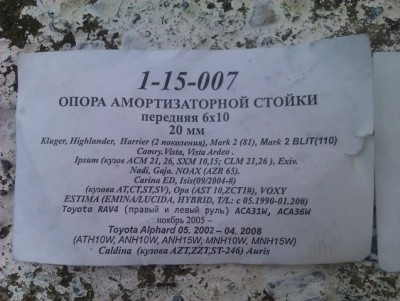 1-15-007
ОПОРА АМОРТИЗАТОРНОЙ СТОЙКИ
передняя 6х10
20 мм
Kluger, Highlander, Harrier (2 поколения), Mark 2 (81), Mark 2 BLIT(110)
Camry, Vista, Vista Ardeo .
Ipsum (кузов ACM 21, 26, SXM 10,15; CLM 21,26 ), Exiv.
Nadi, Gaja, NOAX (AZR 65).
Carina ED, Isis(09/2004-#)
(кузова AT,CT,ST,SV), Opa (AST 10,ZCT1#), VOXY
ESTIMA (EMINA/LUCIDA, HYBRID, T/L: с 05.1990-01.20#)
Toyota RAV4 (правый и левый руль) ACA31W, ACA36W
ноябрь 2005 –
Toyota Alphard 05. 2002 – 04. 2008
(ATH10W, ANH10W, ANH15W, MNH10W, MNH15W)
Caldina (кузова AZT,ZZT,ST-246) Auris